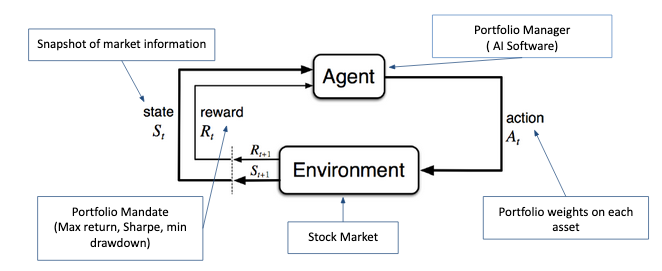 Portfolio Manager
( AI Software)
Snapshot of market information
Agent
state
S_t
reward
R_t
action
A_t
R_{t+1}
S_{t+1}
Environment
Portfolio Mandate
(Max return, Sharpe, min
drawdown)
Stock Market
Portfolio weights on each
asset